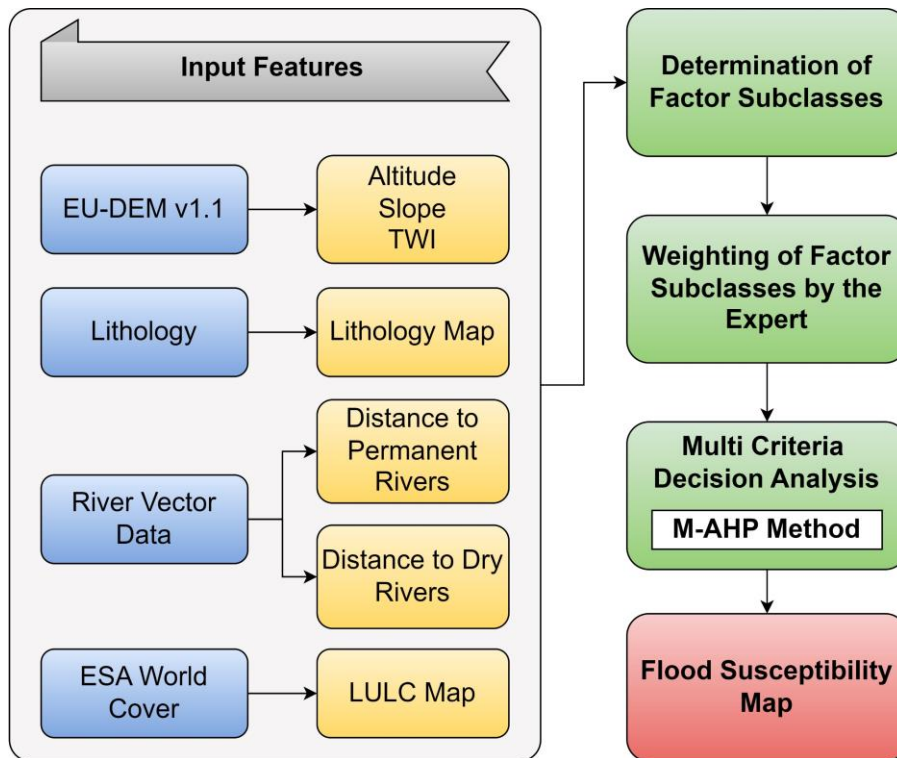 Input Features
EU-DEM v1.1
Altitude
Slope
TWI
Lithology
Lithology Map
River Vector
Data
Distance to
Permanent
Rivers
Distance to Dry
Rivers
ESA World
Cover
LULC Map
Determination of
Factor Subclasses
Weighting of Factor
Subclasses by the
Expert
Multi Criteria
Decision Analysis
M-AHP Method
Flood Susceptibility
Map